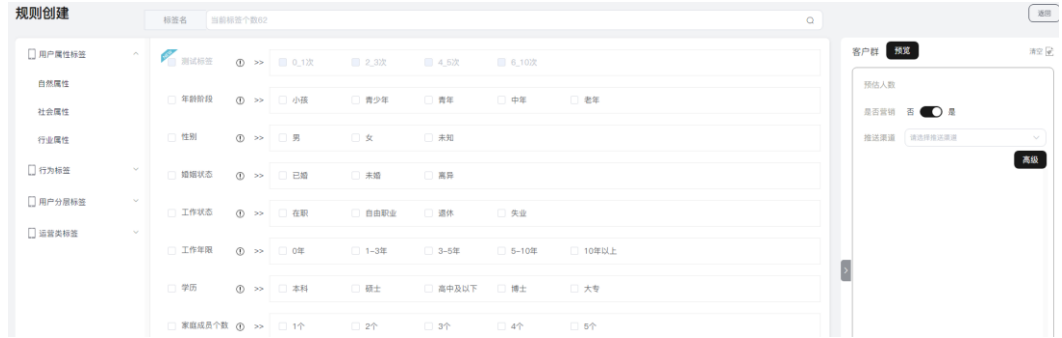 规则创建
标签名 当前标签个数62
返回
用户属性标签
自然属性
社会属性
行业属性
行为标签
用户分层标签
运营类标签
测试标签 >> 0_1次 2_3次 4_5次 6_10次
年龄阶段 >> 小孩 青少年 青年 中年 老年
性别 >> 男 女 未知
婚姻状态 >> 已婚 未婚 离异
工作状态 >> 在职 自由职业 退休 失业
工作年限 >> 0年 1-3年 3-5年 5-10年 10年以上
学历 >> 本科 硕士 高中及以下 博士 大专
家庭成员个数 >> 1个 2个 3个 4个 5个
客户群 预览 清空
预估人数
是否营销 否 是
推送渠道 请选择推送渠道
高级